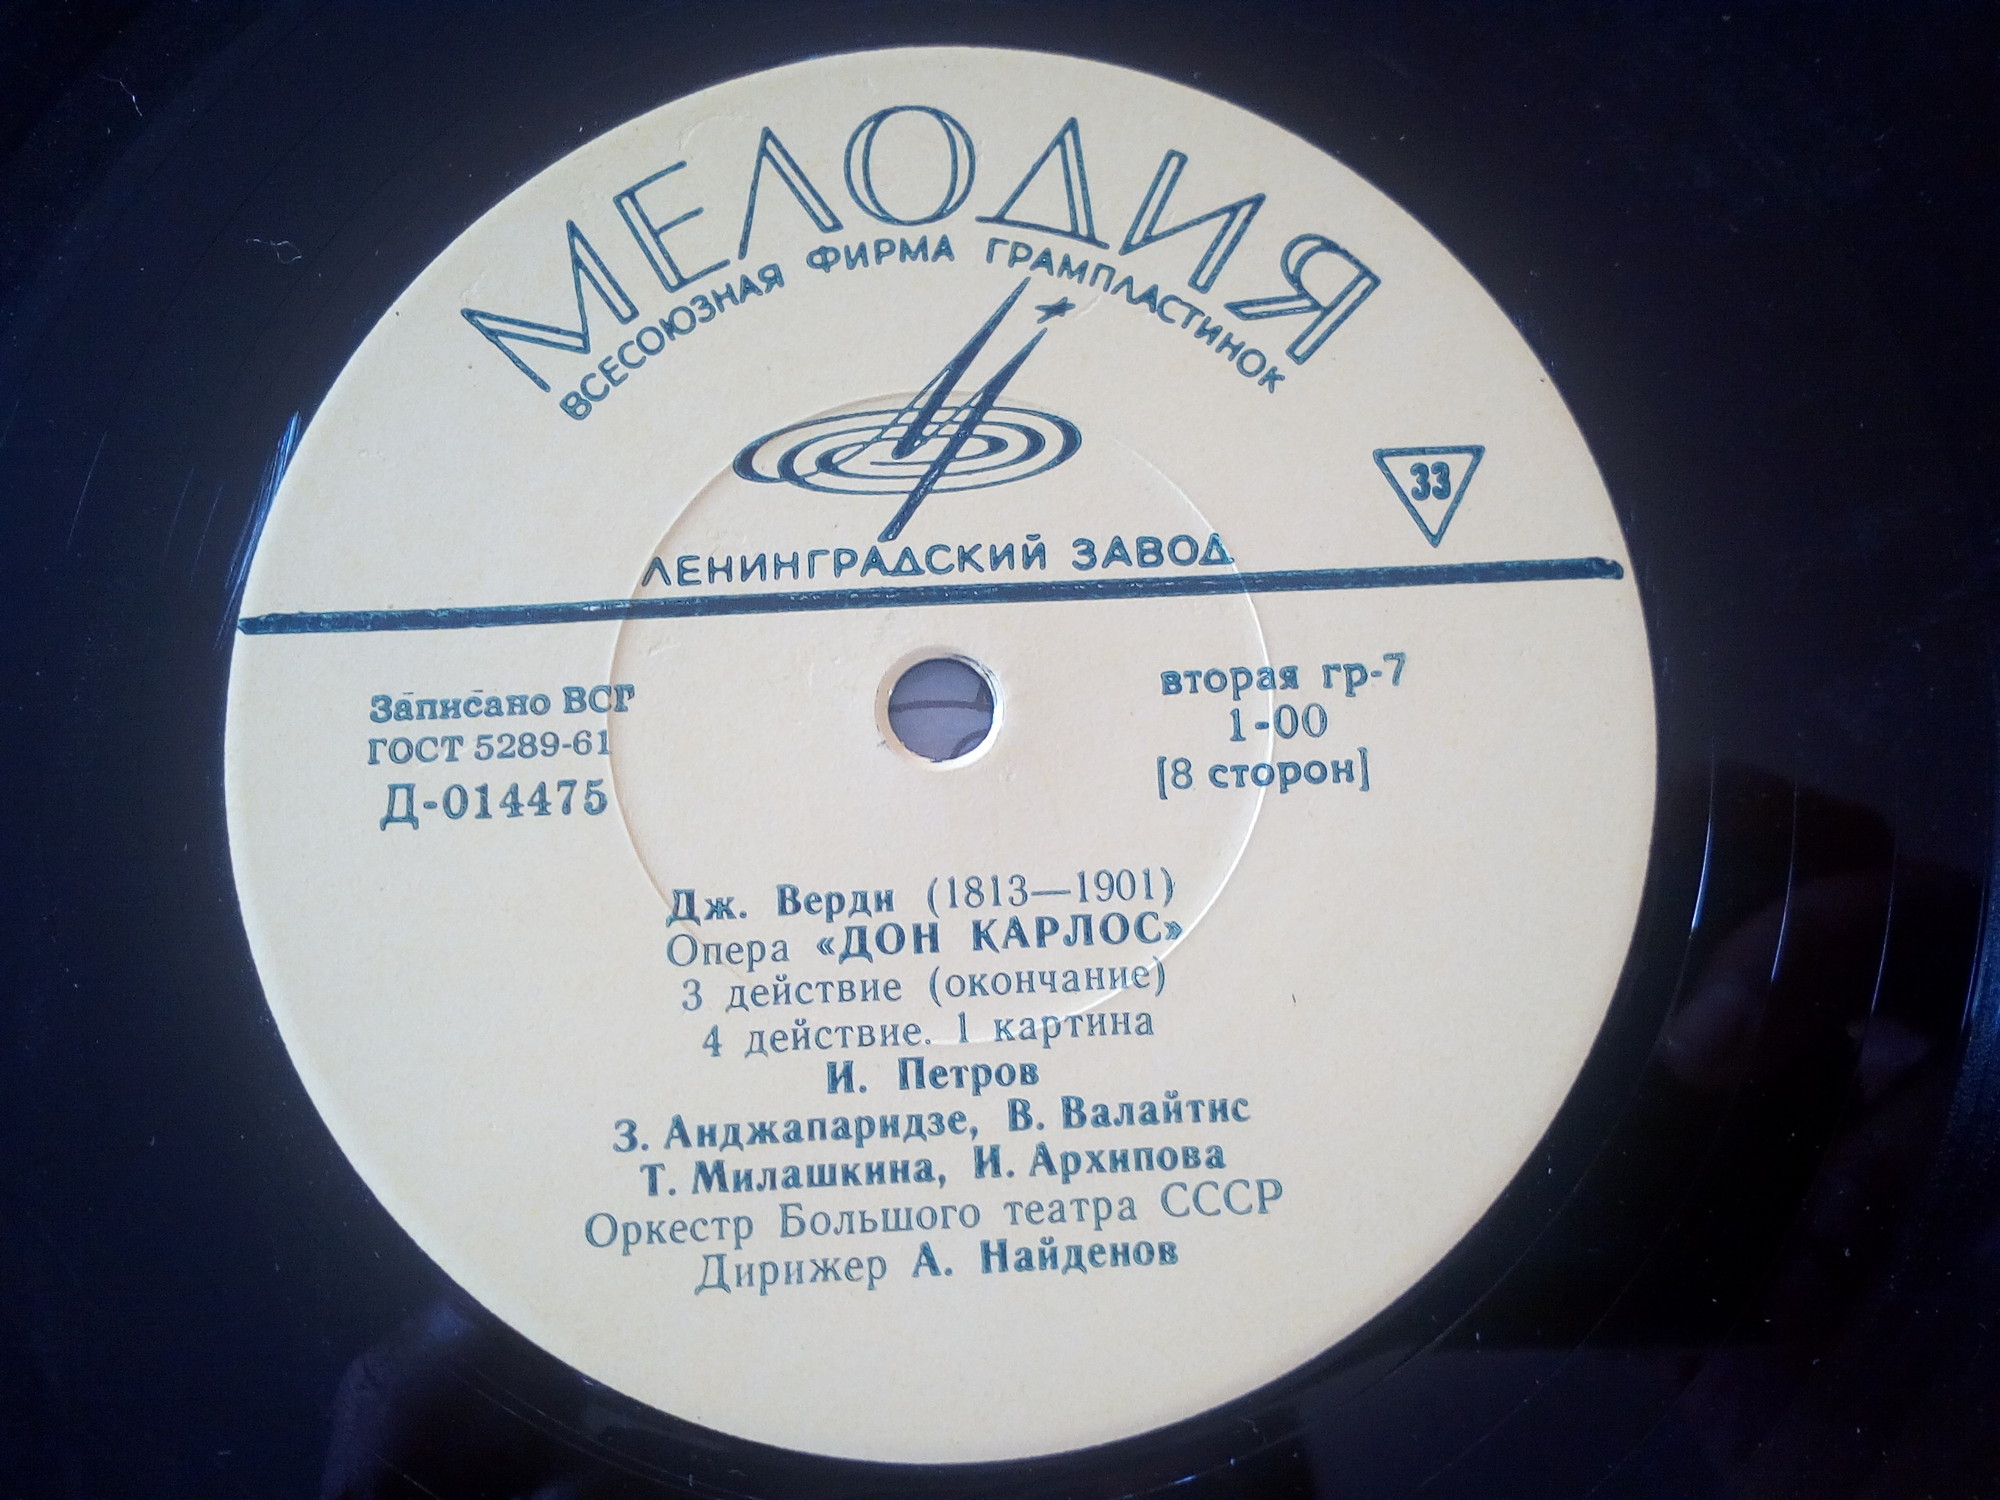 МЕЛОДИЯ
ВСЕСОЮЗНАЯ ФИРМА ГРАМПЛАСТИНОК
33
ЛЕНИНГРАДСКИЙ ЗАВОД
Записано ВСГ
ГОСТ 5289-61
Д-014475
вторая гр-7
1-00
[8 сторон]
Дж. Верди (1813—1901)
Опера «ДОН КАРЛОС»
3 действие (окончание)
4 действие. 1 картина
И. Петров
З. Анджапаридзе, В. Валайтис
Т. Милашкина, И. Архипова
Оркестр Большого театра СССР
Дирижер А. Найденов